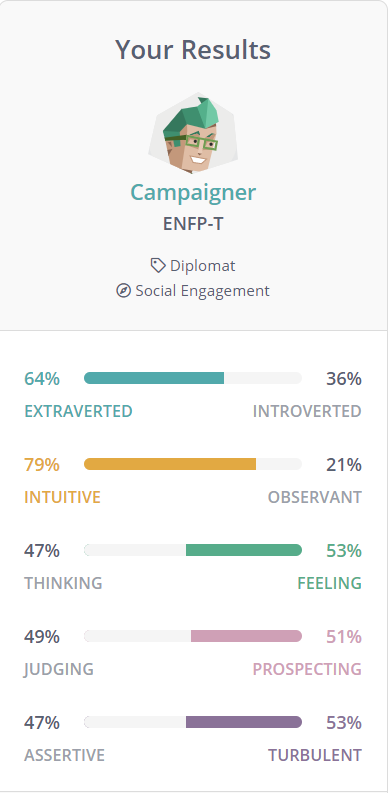 Your Results
Campaigner
ENFP-T
Diplomat
Social Engagement
64% 36%
EXTRAVERTED INTROVERTED
79% 21%
INTUITIVE OBSERVANT
47% 53%
THINKING FEELING
49% 51%
JUDGING PROSPECTING
47% 53%
ASSERTIVE TURBULENT